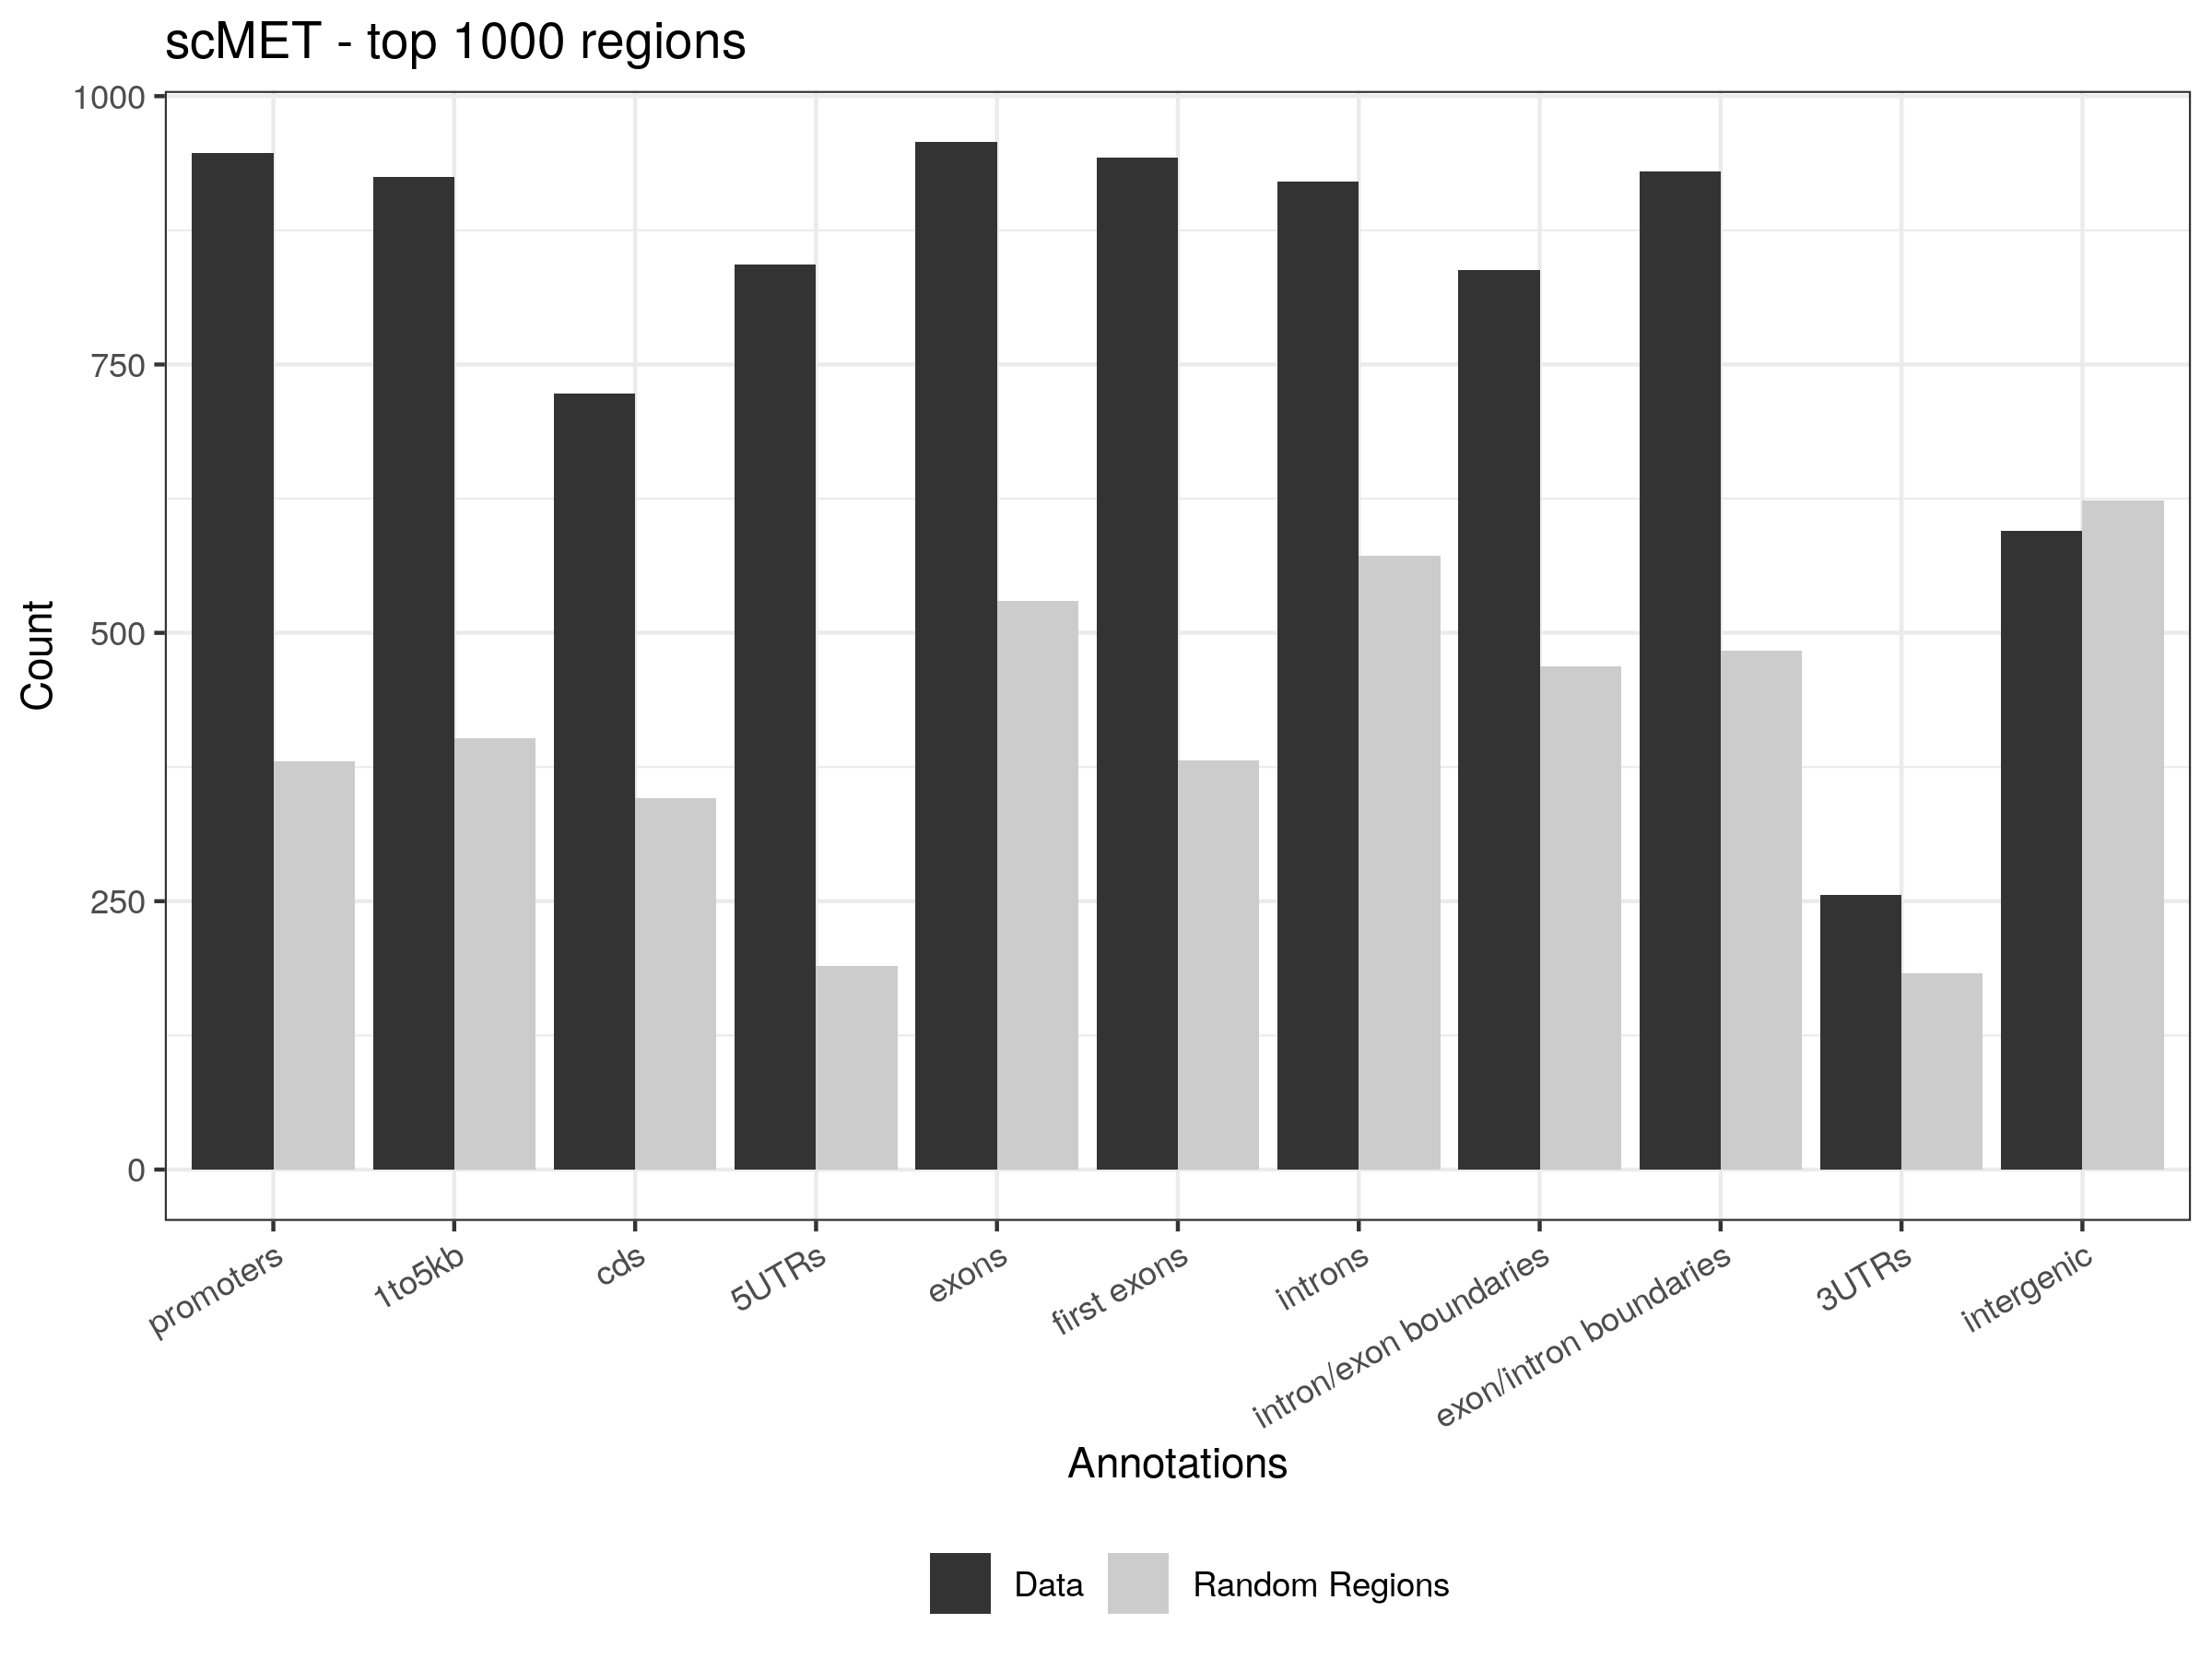 scMET - top 1000 regions
1000
750
500
250
0
Count
promoters
1to5kb
cds
5UTRs
exons
first exons
introns
intron/exon boundaries
exon/intron boundaries
3UTRs
intergenic
Annotations
Data
Random Regions